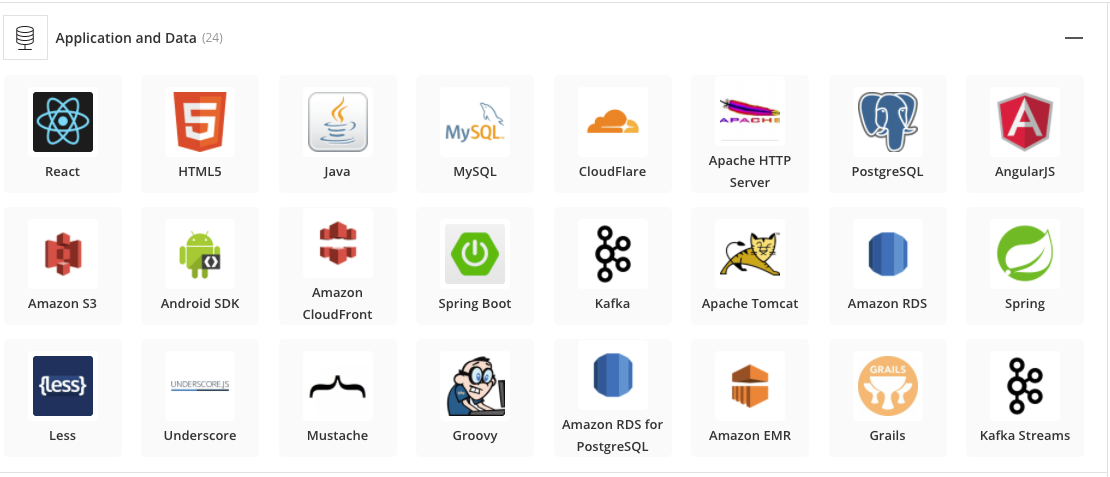 Application and Data (24)
React
HTML5
Java
MySQL
CloudFlare
APACHE
Apache HTTP
Server
PostgreSQL
AngularJS
5
MySQL
A
Amazon S3
Android SDK
Amazon
CloudFront
Spring Boot
Kafka
Apache Tomcat
Amazon RDS
Spring
{less}
UNDERSCORE.JS
GRAILS
Less
Underscore
Mustache
Groovy
Amazon RDS for
PostgreSQL
Amazon EMR
Grails
Kafka Streams